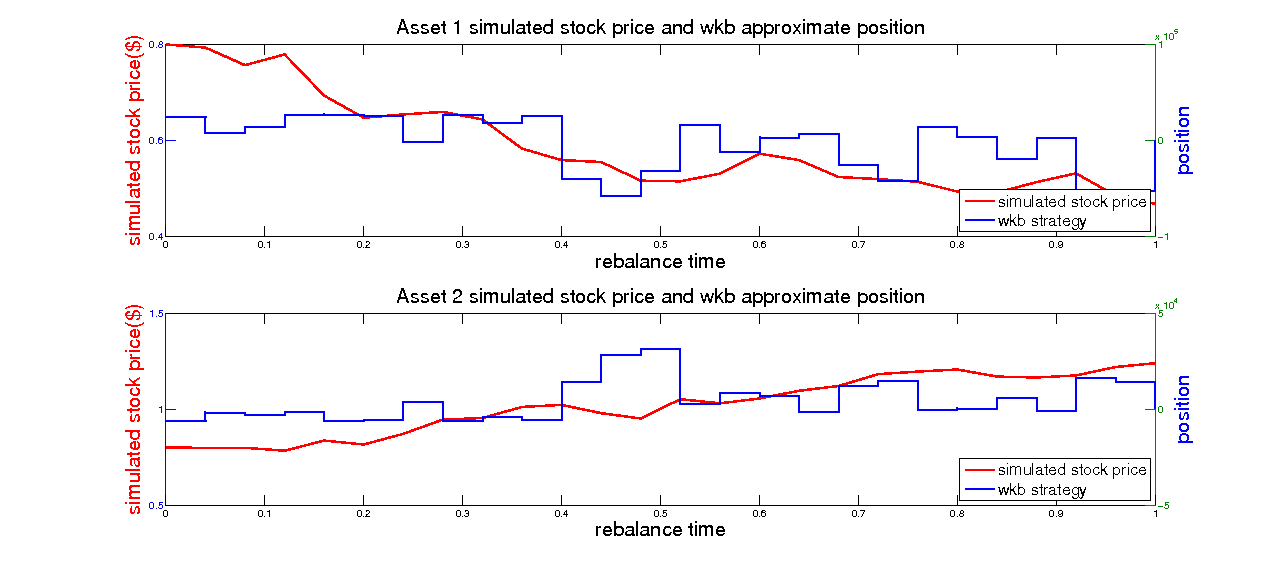 Asset 1 simulated stock price and wkb approximate position
x 10^5
0.8
0.6
0.4
simulated stock price($)
1
0
-1
position
simulated stock price
wkb strategy
0 0.1 0.2 0.3 0.4 0.5 0.6 0.7 0.8 0.9 1
rebalance time
Asset 2 simulated stock price and wkb approximate position
x 10^4
1.5
1
0.5
simulated stock price($)
5
0
-5
position
simulated stock price
wkb strategy
0 0.1 0.2 0.3 0.4 0.5 0.6 0.7 0.8 0.9 1
rebalance time